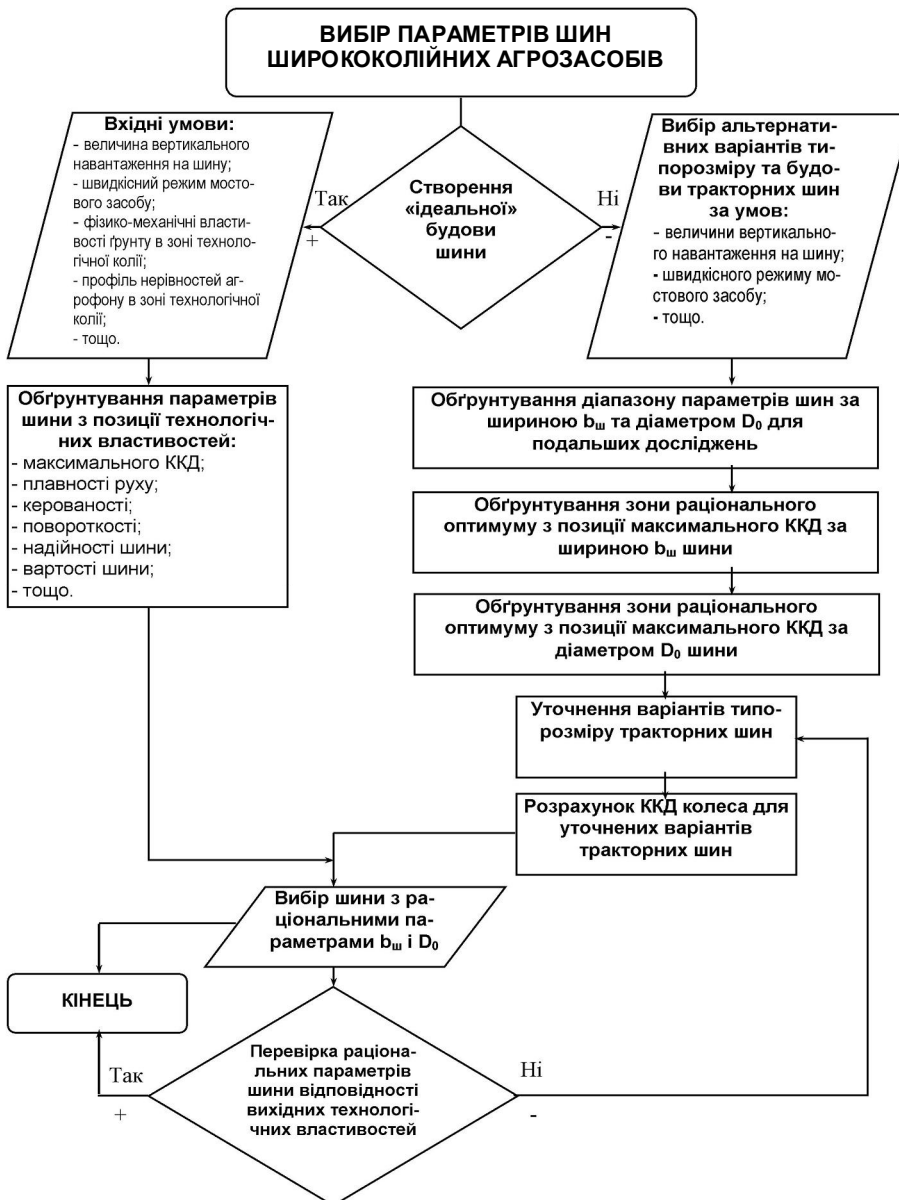 ВИБІР ПАРАМЕТРІВ ШИН
ШИРОКОКОЛІЙНИХ АГРОЗАСОБІВ
Вхідні умови:
- величина вертикального
навантаження на шину;
- швидкісний режим мосто-
вого засобу;
- фізико-механічні власти-
вості ґрунту в зоні техноло-
гічної колії;
- профіль нерівностей аг-
рофону в зоні технологічної
колії;
- тощо.
Так
+
Створення
«ідеальної»
будови
шини
Ні
-
Вибір альтернати-
вних варіантів ти-
порозміру та будо-
ви тракторних шин
за умов:
- величини вертикально-
го навантаження на шину;
- швидкісного режиму мо-
стового засобу;
- тощо.
Обґрунтування параметрів
шини з позиції технологіч-
них властивостей:
- максимального ККД;
- плавності руху;
- керованості;
- повороткості;
- надійності шини;
- вартості шини;
- тощо.
Обґрунтування діапазону параметрів шин за
шириною bш та діаметром D₀ для
подальших досліджень
Обґрунтування зони раціонального
оптимуму з позиції максимального ККД за
шириною bш шини
Обґрунтування зони раціонального
оптимуму з позиції максимального ККД за
діаметром D₀ шини
Уточнення варіантів типо-
розміру тракторних шин
Розрахунок ККД колеса для
уточнених варіантів
тракторних шин
Вибір шини з ра-
ціональними па-
раметрами bш і D₀
КІНЕЦЬ
Так
+
Перевірка раціональ-
них параметрів
шини відповідності
вихідних технологі-
чних властивостей
Ні
-